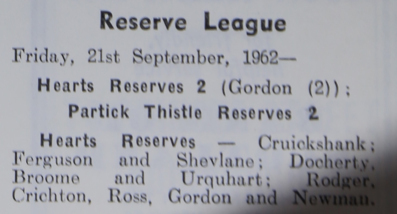 Reserve League
Friday, 21st September, 1962—
Hearts Reserves 2 (Gordon (2));
Partick Thistle Reserves 2
Hearts Reserves — Cruickshank;
Ferguson and Shevlane; Docherty,
Broome and Urquhart; Rodger,
Crichton, Ross, Gordon and Newman.